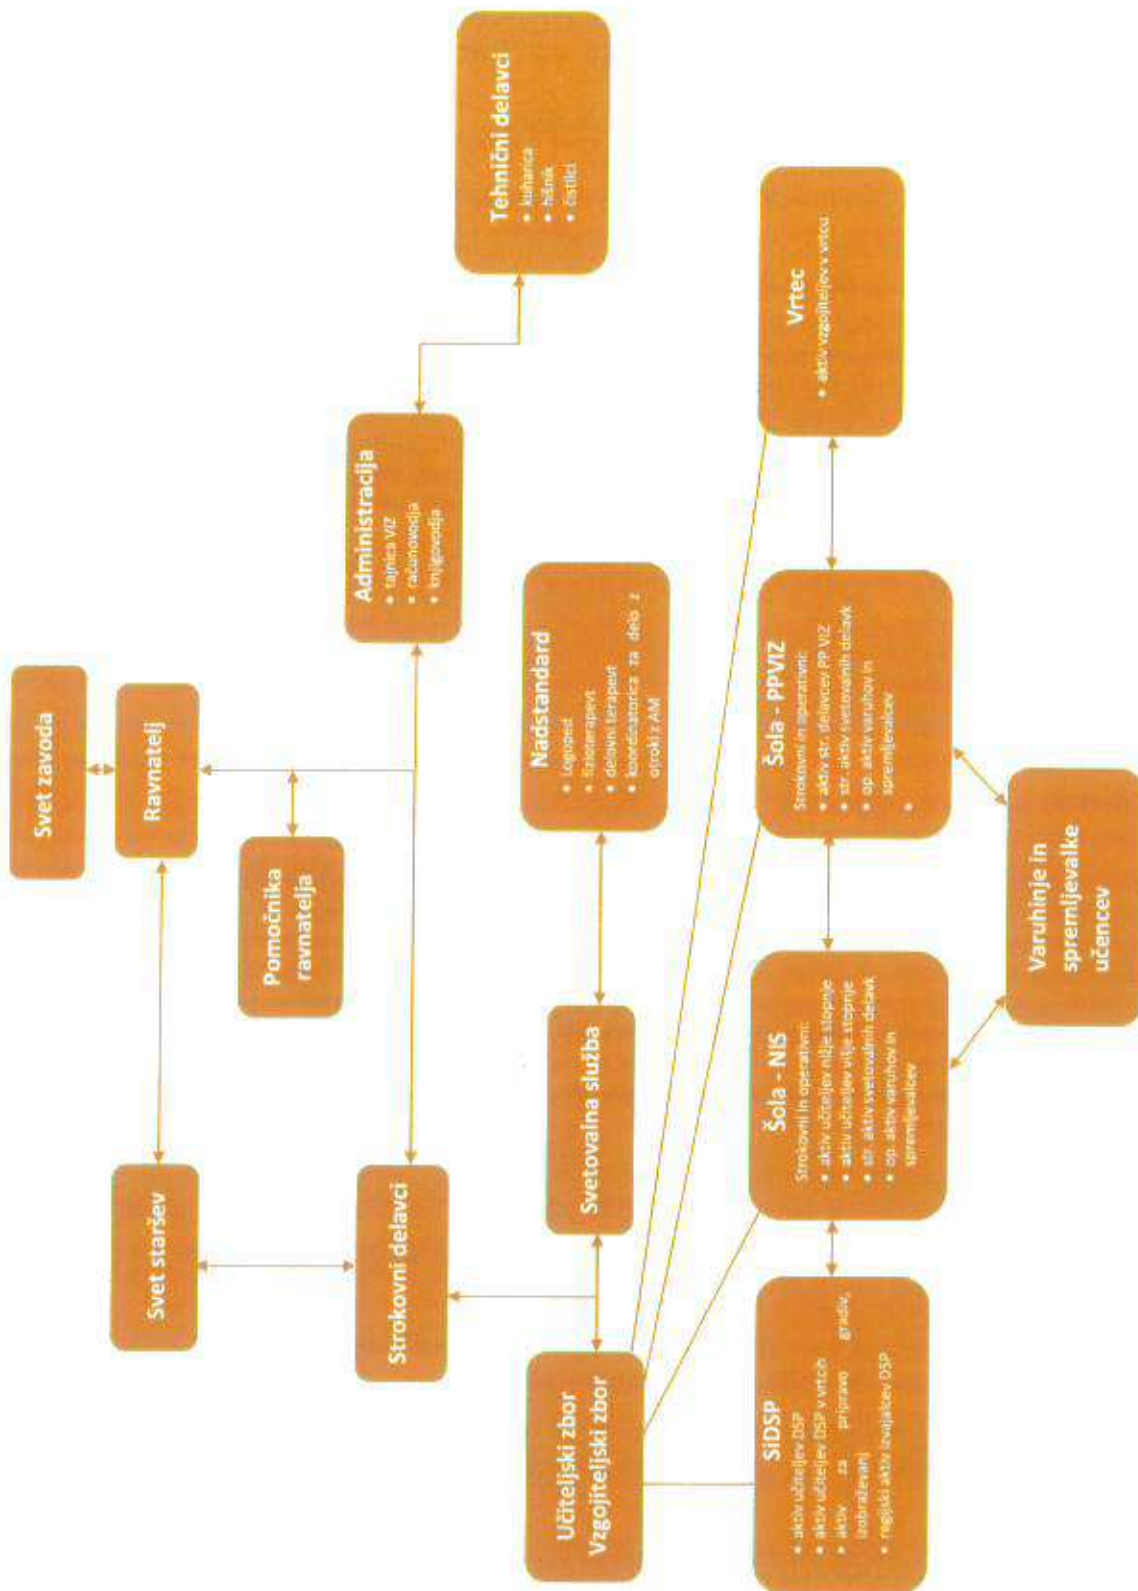 Svet zavoda
Svet staršev
Ravnatelj
Pomočnika
ravnatelja
Strokovni delavci
Administracija
• tajnica VIZ
• računovodja
• knjigovodja
Tehnični delavci
• kuharica
• hišnik
• čistilci
Učiteljski zbor
Vzgojiteljski zbor
Svetovalna služba
Nadstandard
• Logoped
• fizioterapevt
• delovni terapevt
• koordinatorica za delo z
otroki z AM
SiDSP
• aktiv učiteljev DSP
• aktiv učiteljev DSP v vrtcih
• aktiv za pripravo gradiv,
izobraževanj
• regijski aktiv izvajalcev DSP
Šola - NIS
Strokovni in operativni:
• aktiv učiteljev nižje stopnje
• aktiv učiteljev višje stopnje
• str. aktiv svetovalnih delavk
• op. aktiv varuhov in
spremljevalcev
Šola - PPVIZ
Strokovni in operativni:
• aktiv str delavcev PP VIZ
• str. aktiv svetovalnih delavk
• op. aktiv varuhov in
spremljevalcev
•
Vrtec
• aktiv vzgojiteljev v vrtcu
Varuhinje in
spremljevalke
učencev